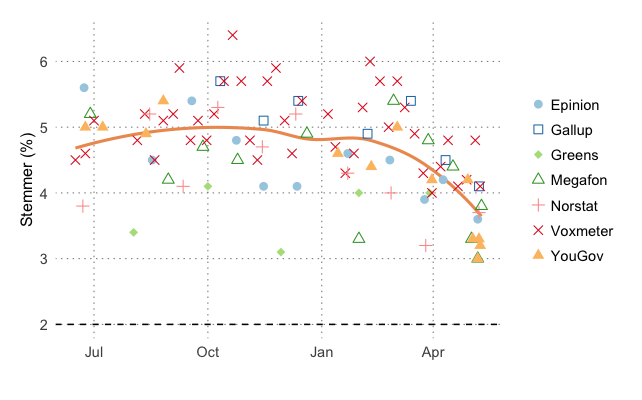 Stemmer (%)
6
5
4
3
2
Jul Oct Jan Apr
Epinion
Gallup
Greens
Megafon
Norstat
Voxmeter
YouGov